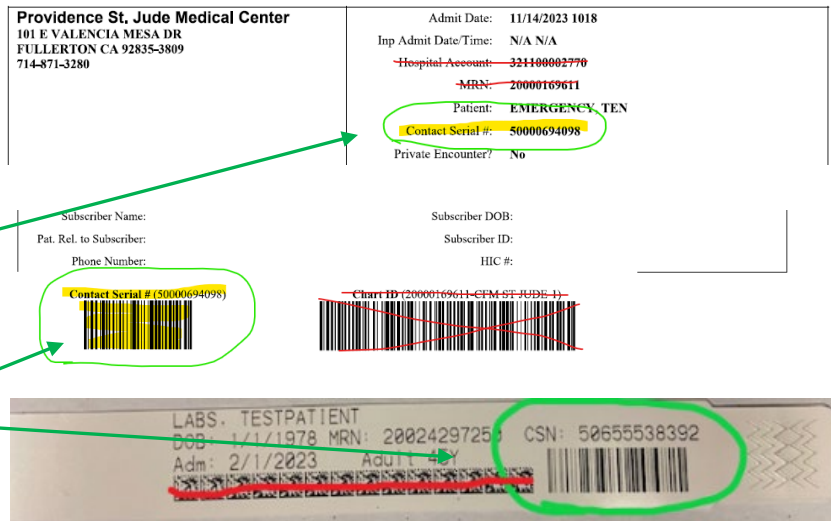 Providence St. Jude Medical Center
101 E VALENCIA MESA DR
FULLERTON CA 92835-3809
714-871-3280
Admit Date: 11/14/2023 1018
Inp Admit Date/Time: N/A N/A
Hospital Account: 321100002770
MRN: 20000169611
Patient: EMERGENCY, TEN
Contact Serial #: 50000694098
Private Encounter? No
Subscriber Name:
Pat. Rel. to Subscriber:
Phone Number:
Subscriber DOB:
Subscriber ID:
HIC #:
Contact Serial # (50000694098)
Chart ID (20000169611-CFM ST JUDE 1)
LABS, TESTPATIENT
DOB: 1/1/1978 MRN: 20024297250 CSN: 50655538392
Adm: 2/1/2023 Adult 45Y